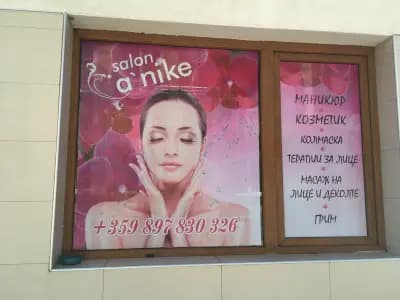 salon
a`nike
+359 897 830 326
МАНИКЮР
КОЗМЕТИК
КОЛМАСКА
ТЕРАПИИ ЗА ЛИЦЕ
МАСАЖ НА
ЛИЦЕ И ДЕКОЛТЕ
ГРИМ